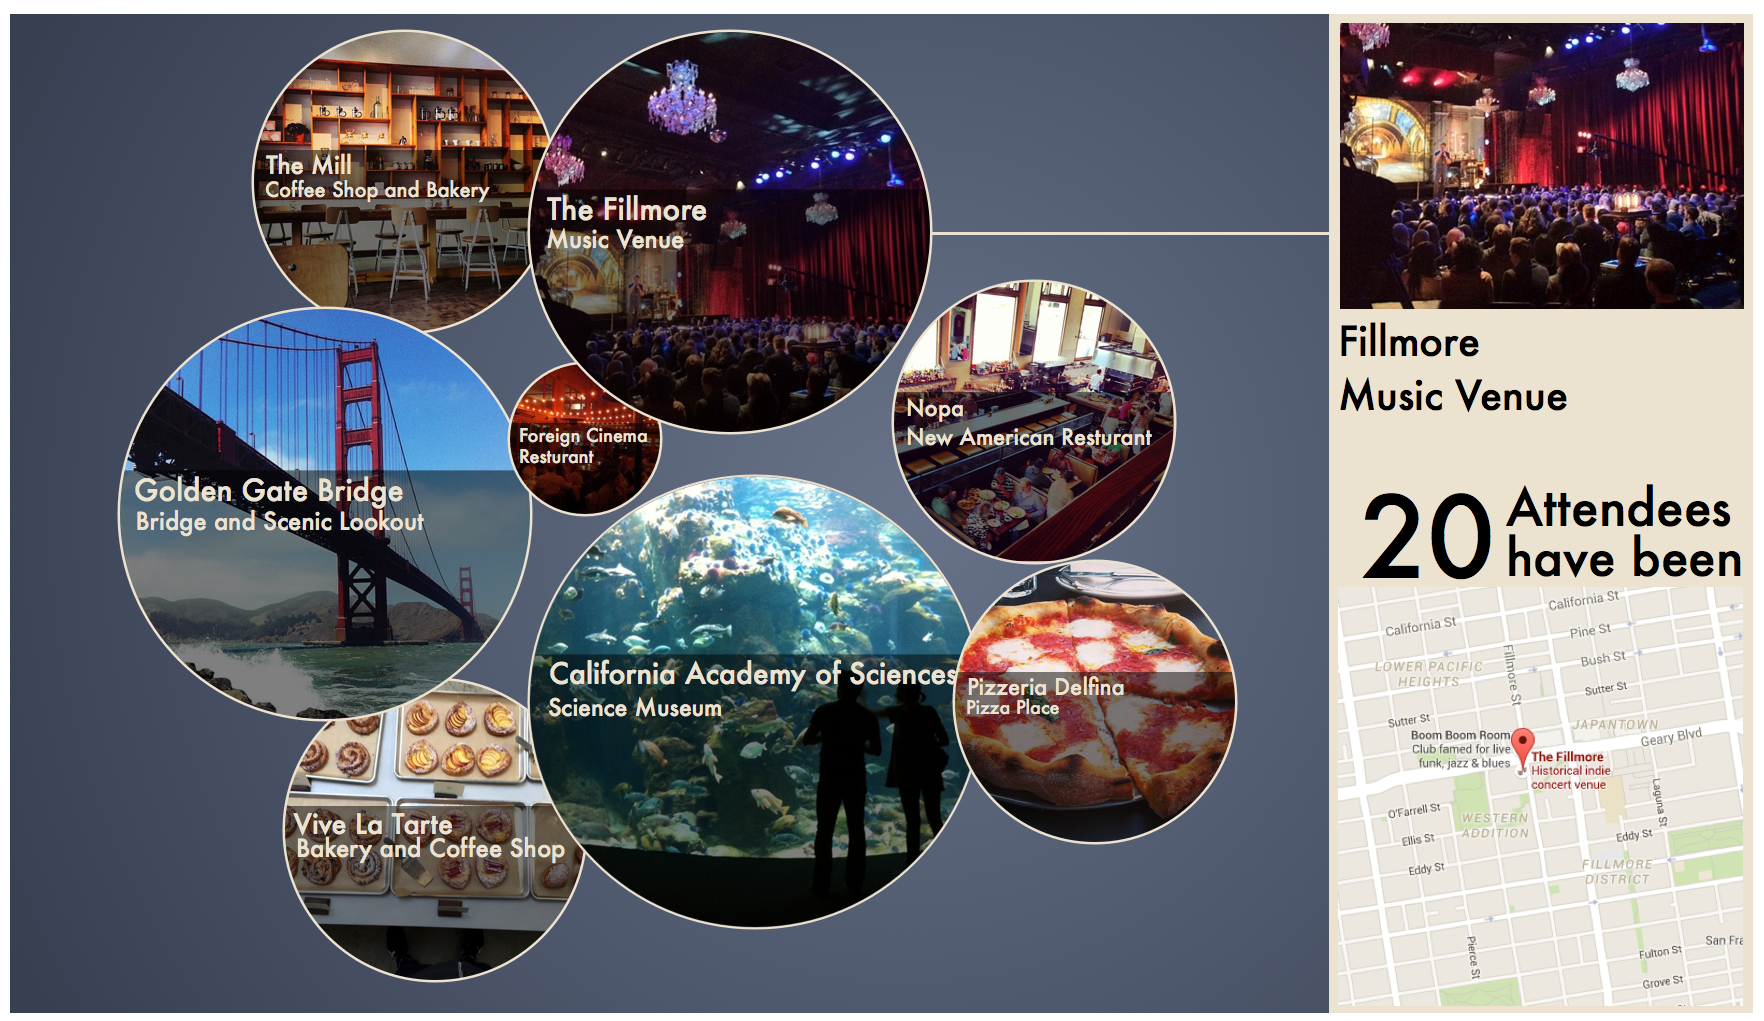 The Mill
Coffee Shop and Bakery
The Fillmore
Music Venue
Nopa
New American Resturant
Foreign Cinema
Resturant
Golden Gate Bridge
Bridge and Scenic Lookout
California Academy of Sciences
Science Museum
Pizzeria Delfina
Pizza Place
Vive La Tarte
Bakery and Coffee Shop
Fillmore
Music Venue
20 Attendees
have been
California St
California St
Pine St
Bush St
Fillmore St
LOWER PACIFIC
HEIGHTS
Sutter St
Sutter St
JAPANTOWN
Geary Blvd
Boom Boom Room
Club famed for live
funk, jazz & blues
The Fillmore
Historical indie
concert venue
Laguna St
O'Farrell St
WESTERN
ADDITION
Ellis St
Eddy St
Eddy St
FILLMORE
DISTRICT
Pierce St
Fulton St
San Fra
Grove St